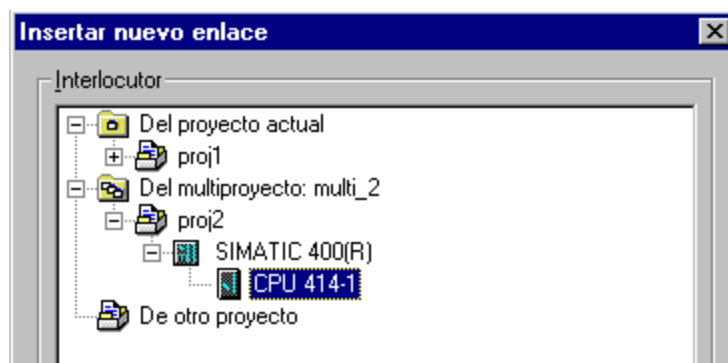 Insertar nuevo enlace
Interlocutor
Del proyecto actual
proj1
Del multiproyecto: multi_2
proj2
SIMATIC 400(R)
CPU 414-1
De otro proyecto